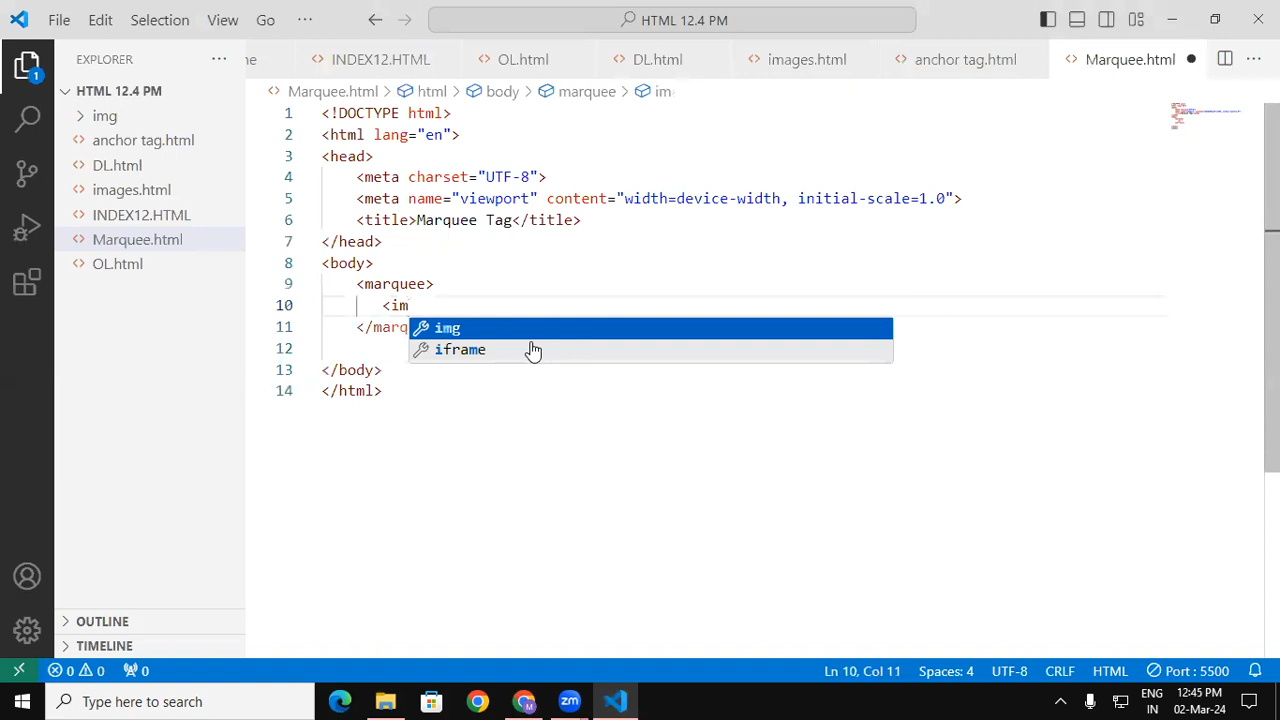 File Edit Selection View Go ··· HTML 12.4 PM
EXPLORER ··· me INDEX12.HTML OL.html DL.html images.html anchor tag.html Marquee.html ···
HTML 12.4 PM
img
anchor tag.html
DL.html
images.html
INDEX12.HTML
Marquee.html
OL.html
Marquee.html > html > body > marquee > im
1 <!DOCTYPE html>
2 <html lang="en">
3 <head>
4 <meta charset="UTF-8">
5 <meta name="viewport" content="width=device-width, initial-scale=1.0">
6 <title>Marquee Tag</title>
7 </head>
8 <body>
9 <marquee>
10 <im
11 </marq
12
13 </body>
14 </html>
img
iframe
OUTLINE
TIMELINE
1
0 0 0 Ln 10, Col 11 Spaces: 4 UTF-8 CRLF HTML Port : 5500
Type here to search
M
zm
ENG
IN
12:45 PM
02-Mar-24